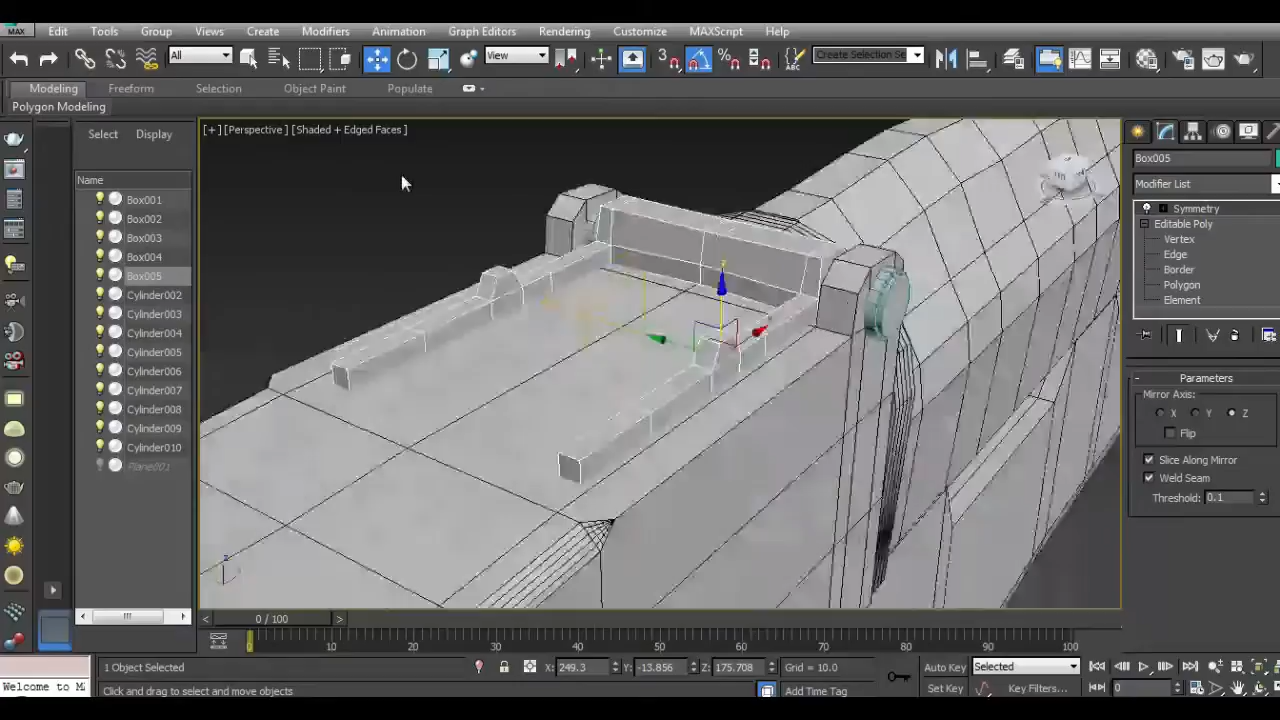 MAX Edit Tools Group Views Create Modifiers Animation Graph Editors Rendering Customize MAXScript Help
All View 3 Create Selection Se
Modeling Freeform Selection Object Paint Populate
Polygon Modeling
Select Display
[+] [Perspective] [Shaded + Edged Faces]
Name
Box001
Box002
Box003
Box004
Box005
Cylinder002
Cylinder003
Cylinder004
Cylinder005
Cylinder006
Cylinder007
Cylinder008
Cylinder009
Cylinder010
Plane001
Box005
Modifier List
Symmetry
Editable Poly
Vertex
Edge
Border
Polygon
Element
Parameters
Mirror Axis:
X Y Z
Flip
Slice Along Mirror
Weld Seam
Threshold: 0.1
z
< 0 / 100 >
0 10 20 30 40 50 60 70 80 90 100
1 Object Selected X: 249.3 Y: -13.856 Z: 175.708 Grid = 10.0 Auto Key Selected
Welcome to M Click and drag to select and move objects Add Time Tag Set Key Key Filters... 0